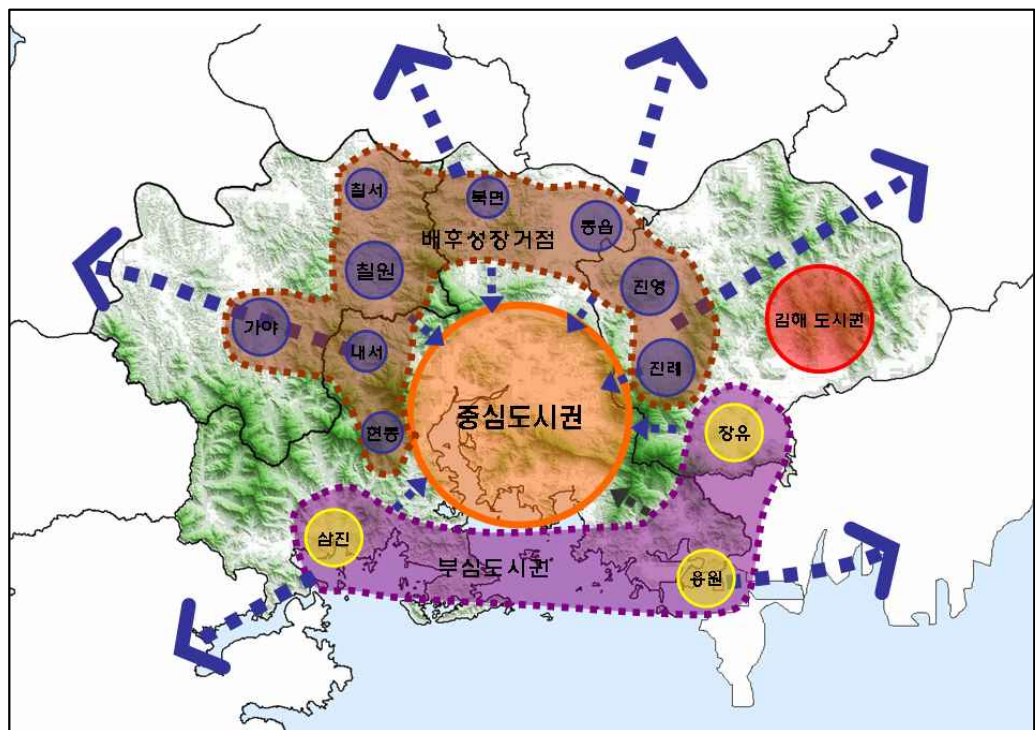 칠서
북면
동읍
배후성장거점
칠원
진영
가야
김해 도시권
내서
진례
중심도시권
현동
장유
삼진
부심도시권
웅원